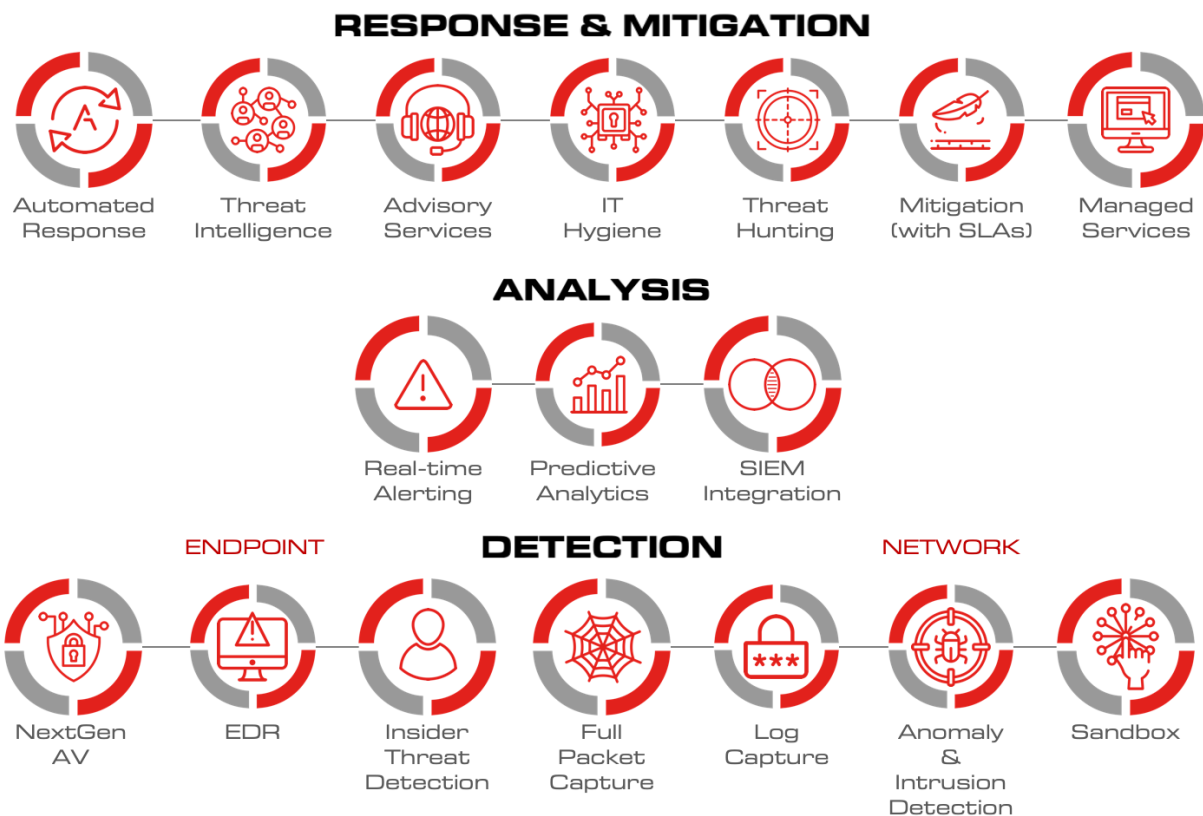 RESPONSE & MITIGATION
A
Automated
Response
Threat
Intelligence
Advisory
Services
IT
Hygiene
Threat
Hunting
Mitigation
(with SLAs)
Managed
Services
ANALYSIS
Real-time
Alerting
Predictive
Analytics
SIEM
Integration
ENDPOINT
DETECTION
NETWORK
***
NextGen
AV
EDR
Insider
Threat
Detection
Full
Packet
Capture
Log
Capture
Anomaly
&
Intrusion
Detection
Sandbox